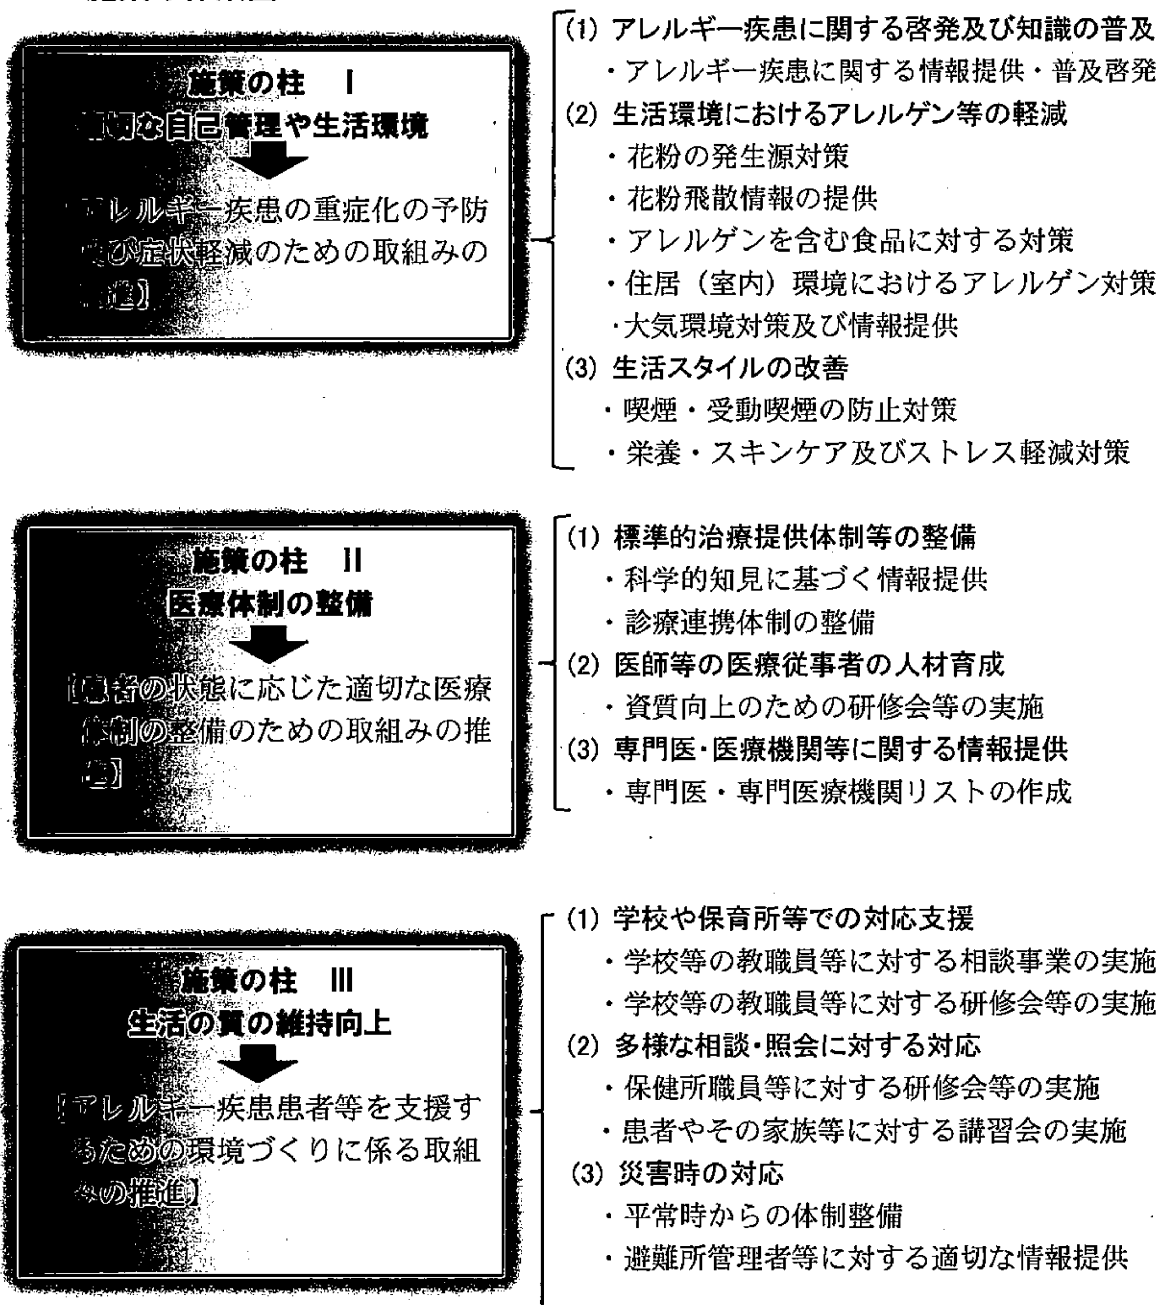 施策の柱 Ⅰ
適切な自己管理や生活環境
アレルギー疾患の重症化の予防
及び症状軽減のための取組みの
推進】
(1) アレルギー疾患に関する啓発及び知識の普及
・アレルギー疾患に関する情報提供・普及啓発
(2) 生活環境におけるアレルゲン等の軽減
・花粉の発生源対策
・花粉飛散情報の提供
・アレルゲンを含む食品に対する対策
・住居（室内）環境におけるアレルゲン対策
・大気環境対策及び情報提供
(3) 生活スタイルの改善
・喫煙・受動喫煙の防止対策
・栄養・スキンケア及びストレス軽減対策
施策の柱 Ⅱ
医療体制の整備
【患者の状態に応じた適切な医療
体制の整備のための取組みの推
進】
(1) 標準的治療提供体制等の整備
・科学的知見に基づく情報提供
・診療連携体制の整備
(2) 医師等の医療従事者の人材育成
・資質向上のための研修会等の実施
(3) 専門医・医療機関等に関する情報提供
・専門医・専門医療機関リストの作成
施策の柱 Ⅲ
生活の質の維持向上
【アレルギー疾患患者等を支援す
るための環境づくりに係る取組
みの推進】
(1) 学校や保育所等での対応支援
・学校等の教職員等に対する相談事業の実施
・学校等の教職員等に対する研修会等の実施
(2) 多様な相談・照会に対する対応
・保健所職員等に対する研修会等の実施
・患者やその家族等に対する講習会の実施
(3) 災害時の対応
・平常時からの体制整備
・避難所管理者等に対する適切な情報提供